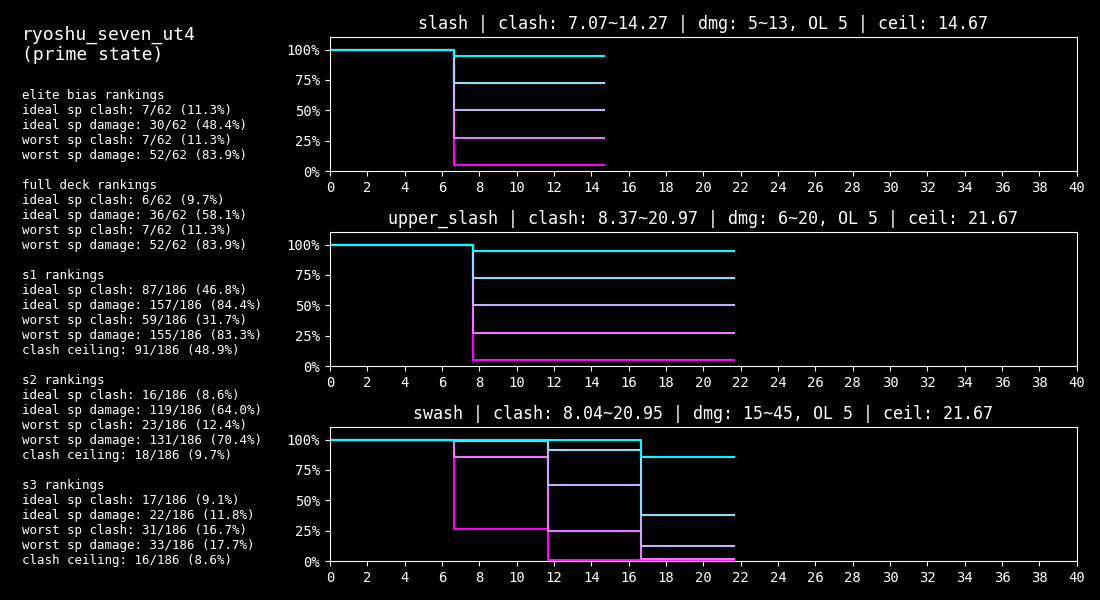 ryoshu_seven_ut4
(prime state)
elite bias rankings
ideal sp clash: 7/62 (11.3%)
ideal sp damage: 30/62 (48.4%)
worst sp clash: 7/62 (11.3%)
worst sp damage: 52/62 (83.9%)
full deck rankings
ideal sp clash: 6/62 (9.7%)
ideal sp damage: 36/62 (58.1%)
worst sp clash: 7/62 (11.3%)
worst sp damage: 52/62 (83.9%)
s1 rankings
ideal sp clash: 87/186 (46.8%)
ideal sp damage: 157/186 (84.4%)
worst sp clash: 59/186 (31.7%)
worst sp damage: 155/186 (83.3%)
clash ceiling: 91/186 (48.9%)
s2 rankings
ideal sp clash: 16/186 (8.6%)
ideal sp damage: 119/186 (64.0%)
worst sp clash: 23/186 (12.4%)
worst sp damage: 131/186 (70.4%)
clash ceiling: 18/186 (9.7%)
s3 rankings
ideal sp clash: 17/186 (9.1%)
ideal sp damage: 22/186 (11.8%)
worst sp clash: 31/186 (16.7%)
worst sp damage: 33/186 (17.7%)
clash ceiling: 16/186 (8.6%)
slash | clash: 7.07~14.27 | dmg: 5~13, OL 5 | ceil: 14.67
100%
75%
50%
25%
0%
0 2 4 6 8 10 12 14 16 18 20 22 24 26 28 30 32 34 36 38 40
upper_slash | clash: 8.37~20.97 | dmg: 6~20, OL 5 | ceil: 21.67
100%
75%
50%
25%
0%
0 2 4 6 8 10 12 14 16 18 20 22 24 26 28 30 32 34 36 38 40
swash | clash: 8.04~20.95 | dmg: 15~45, OL 5 | ceil: 21.67
100%
75%
50%
25%
0%
0 2 4 6 8 10 12 14 16 18 20 22 24 26 28 30 32 34 36 38 40